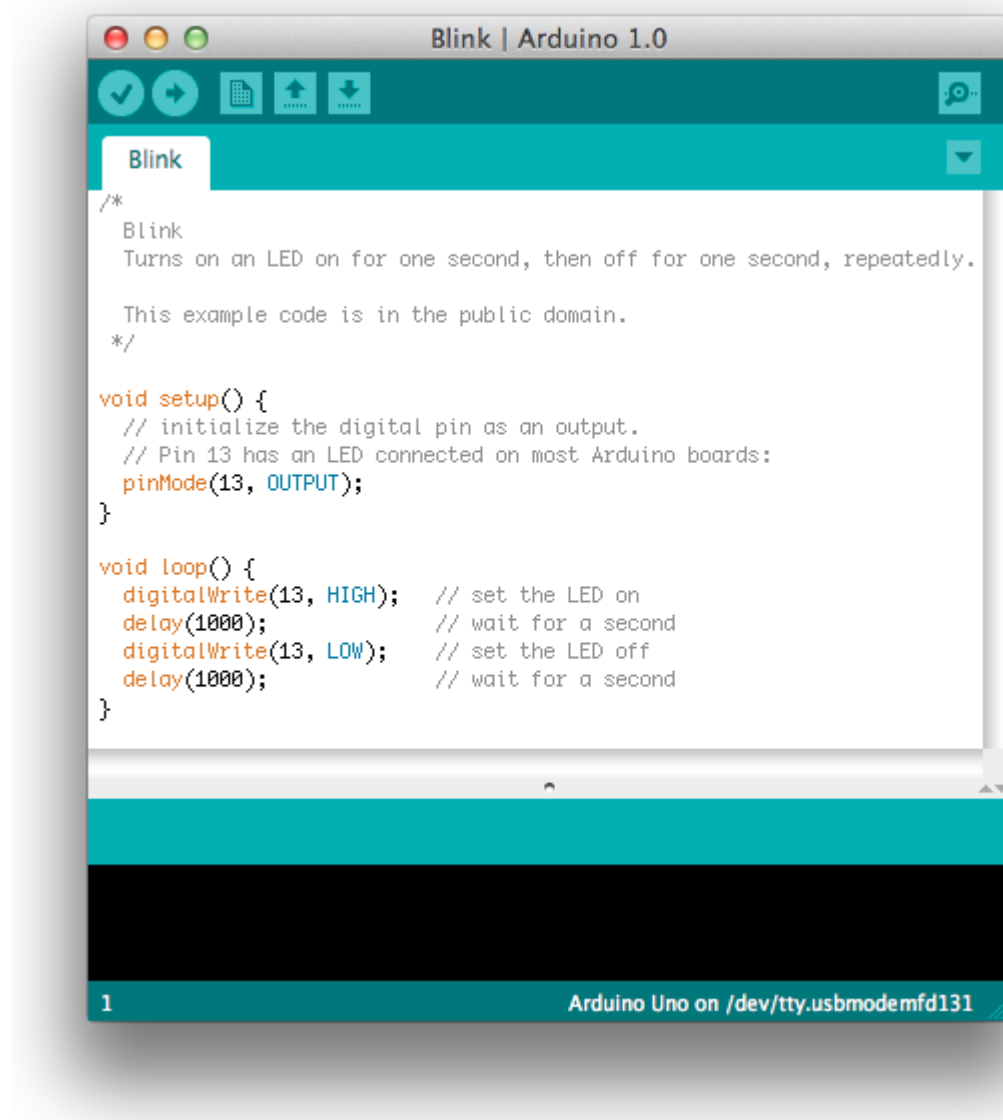 Blink | Arduino 1.0
Blink
/*
  Blink
  Turns on an LED on for one second, then off for one second, repeatedly.

  This example code is in the public domain.
 */

void setup() {
  // initialize the digital pin as an output.
  // Pin 13 has an LED connected on most Arduino boards:
  pinMode(13, OUTPUT);
}

void loop() {
  digitalWrite(13, HIGH);   // set the LED on
  delay(1000);              // wait for a second
  digitalWrite(13, LOW);    // set the LED off
  delay(1000);              // wait for a second
}
1 Arduino Uno on /dev/tty.usbmodemfd131